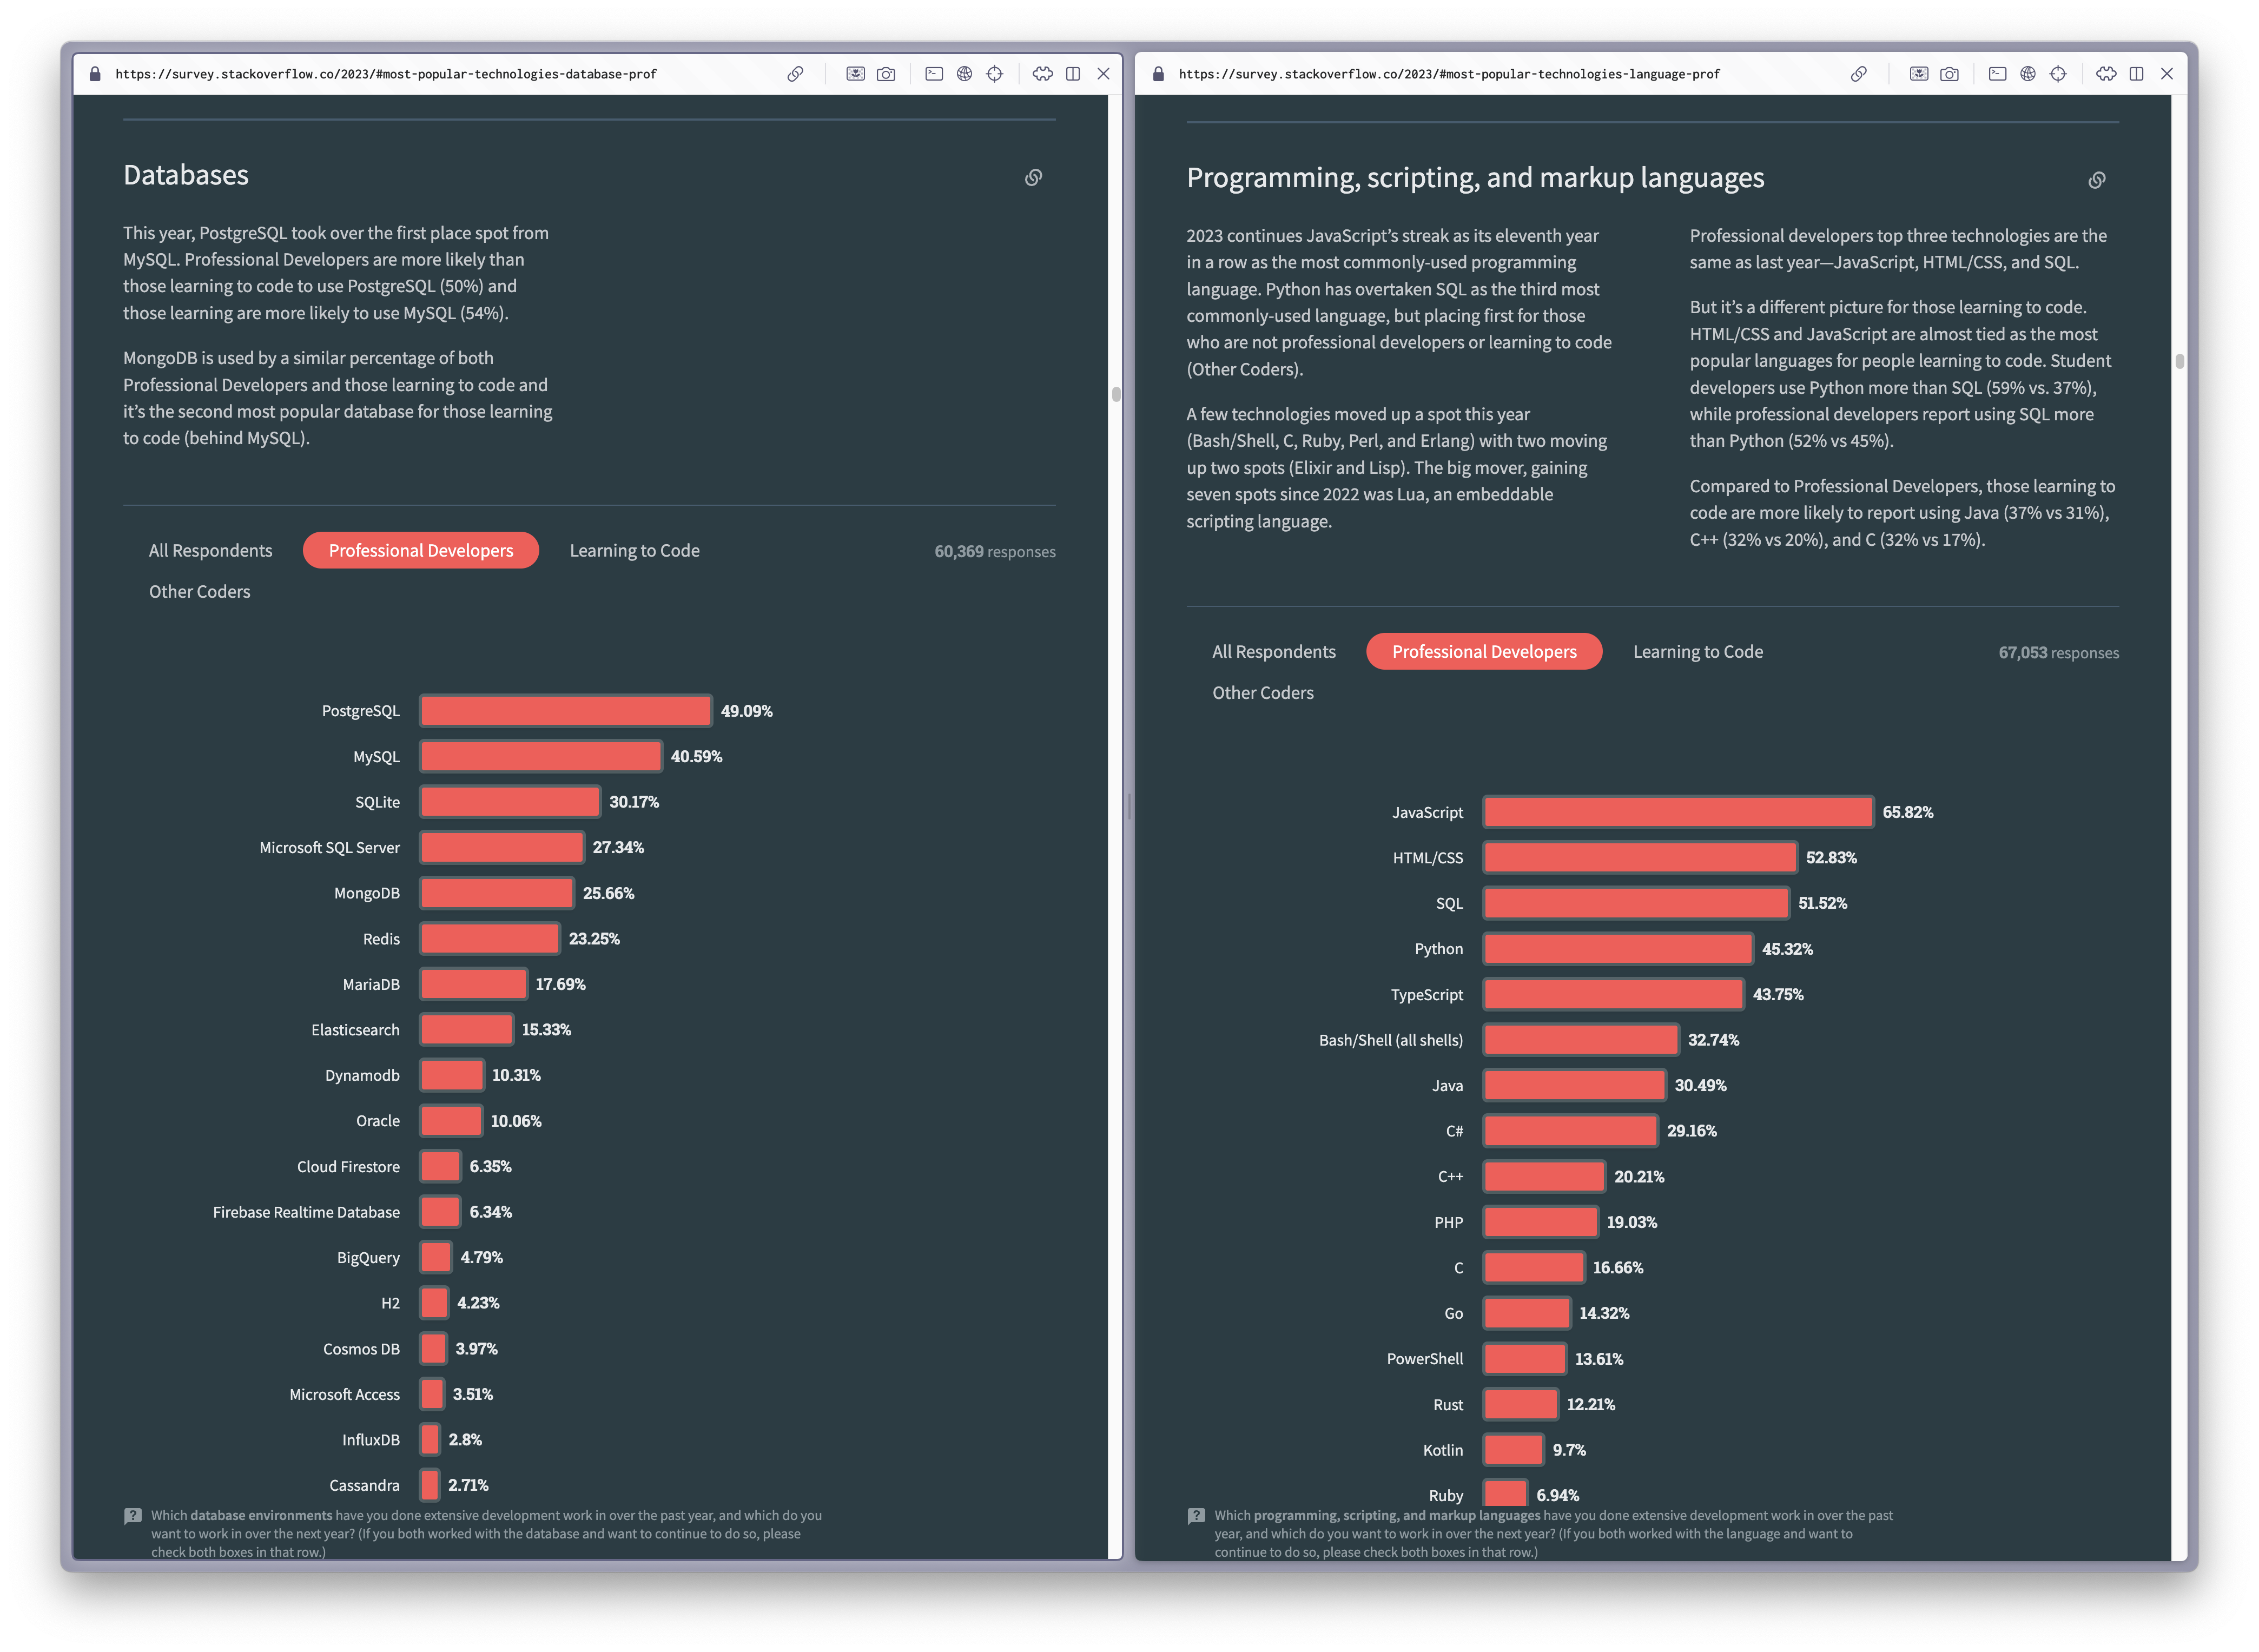 https://survey.stackoverflow.co/2023/#most-popular-technologies-database-prof
Databases
This year, PostgreSQL took over the first place spot from
MySQL. Professional Developers are more likely than
those learning to code to use PostgreSQL (50%) and
those learning are more likely to use MySQL (54%).
MongoDB is used by a similar percentage of both
Professional Developers and those learning to code and
it’s the second most popular database for those learning
to code (behind MySQL).
All Respondents Professional Developers Learning to Code 60,369 responses
Other Coders
PostgreSQL 49.09%
MySQL 40.59%
SQLite 30.17%
Microsoft SQL Server 27.34%
MongoDB 25.66%
Redis 23.25%
MariaDB 17.69%
Elasticsearch 15.33%
Dynamodb 10.31%
Oracle 10.06%
Cloud Firestore 6.35%
Firebase Realtime Database 6.34%
BigQuery 4.79%
H2 4.23%
Cosmos DB 3.97%
Microsoft Access 3.51%
InfluxDB 2.8%
Cassandra 2.71%
Which database environments have you done extensive development work in over the past year, and which do you
want to work in over the next year? (If you both worked with the database and want to continue to do so, please
check both boxes in that row.)
https://survey.stackoverflow.co/2023/#most-popular-technologies-language-prof
Programming, scripting, and markup languages
2023 continues JavaScript’s streak as its eleventh year
in a row as the most commonly-used programming
language. Python has overtaken SQL as the third most
commonly-used language, but placing first for those
who are not professional developers or learning to code
(Other Coders).
A few technologies moved up a spot this year
(Bash/Shell, C, Ruby, Perl, and Erlang) with two moving
up two spots (Elixir and Lisp). The big mover, gaining
seven spots since 2022 was Lua, an embeddable
scripting language.
Professional developers top three technologies are the
same as last year—JavaScript, HTML/CSS, and SQL.
But it’s a different picture for those learning to code.
HTML/CSS and JavaScript are almost tied as the most
popular languages for people learning to code. Student
developers use Python more than SQL (59% vs. 37%),
while professional developers report using SQL more
than Python (52% vs 45%).
Compared to Professional Developers, those learning to
code are more likely to report using Java (37% vs 31%),
C++ (32% vs 20%), and C (32% vs 17%).
All Respondents Professional Developers Learning to Code 67,053 responses
Other Coders
JavaScript 65.82%
HTML/CSS 52.83%
SQL 51.52%
Python 45.32%
TypeScript 43.75%
Bash/Shell (all shells) 32.74%
Java 30.49%
C# 29.16%
C++ 20.21%
PHP 19.03%
C 16.66%
Go 14.32%
PowerShell 13.61%
Rust 12.21%
Kotlin 9.7%
Ruby 6.94%
Which programming, scripting, and markup languages have you done extensive development work in over the past
year, and which do you want to work in over the next year? (If you both worked with the language and want to
continue to do so, please check both boxes in that row.)